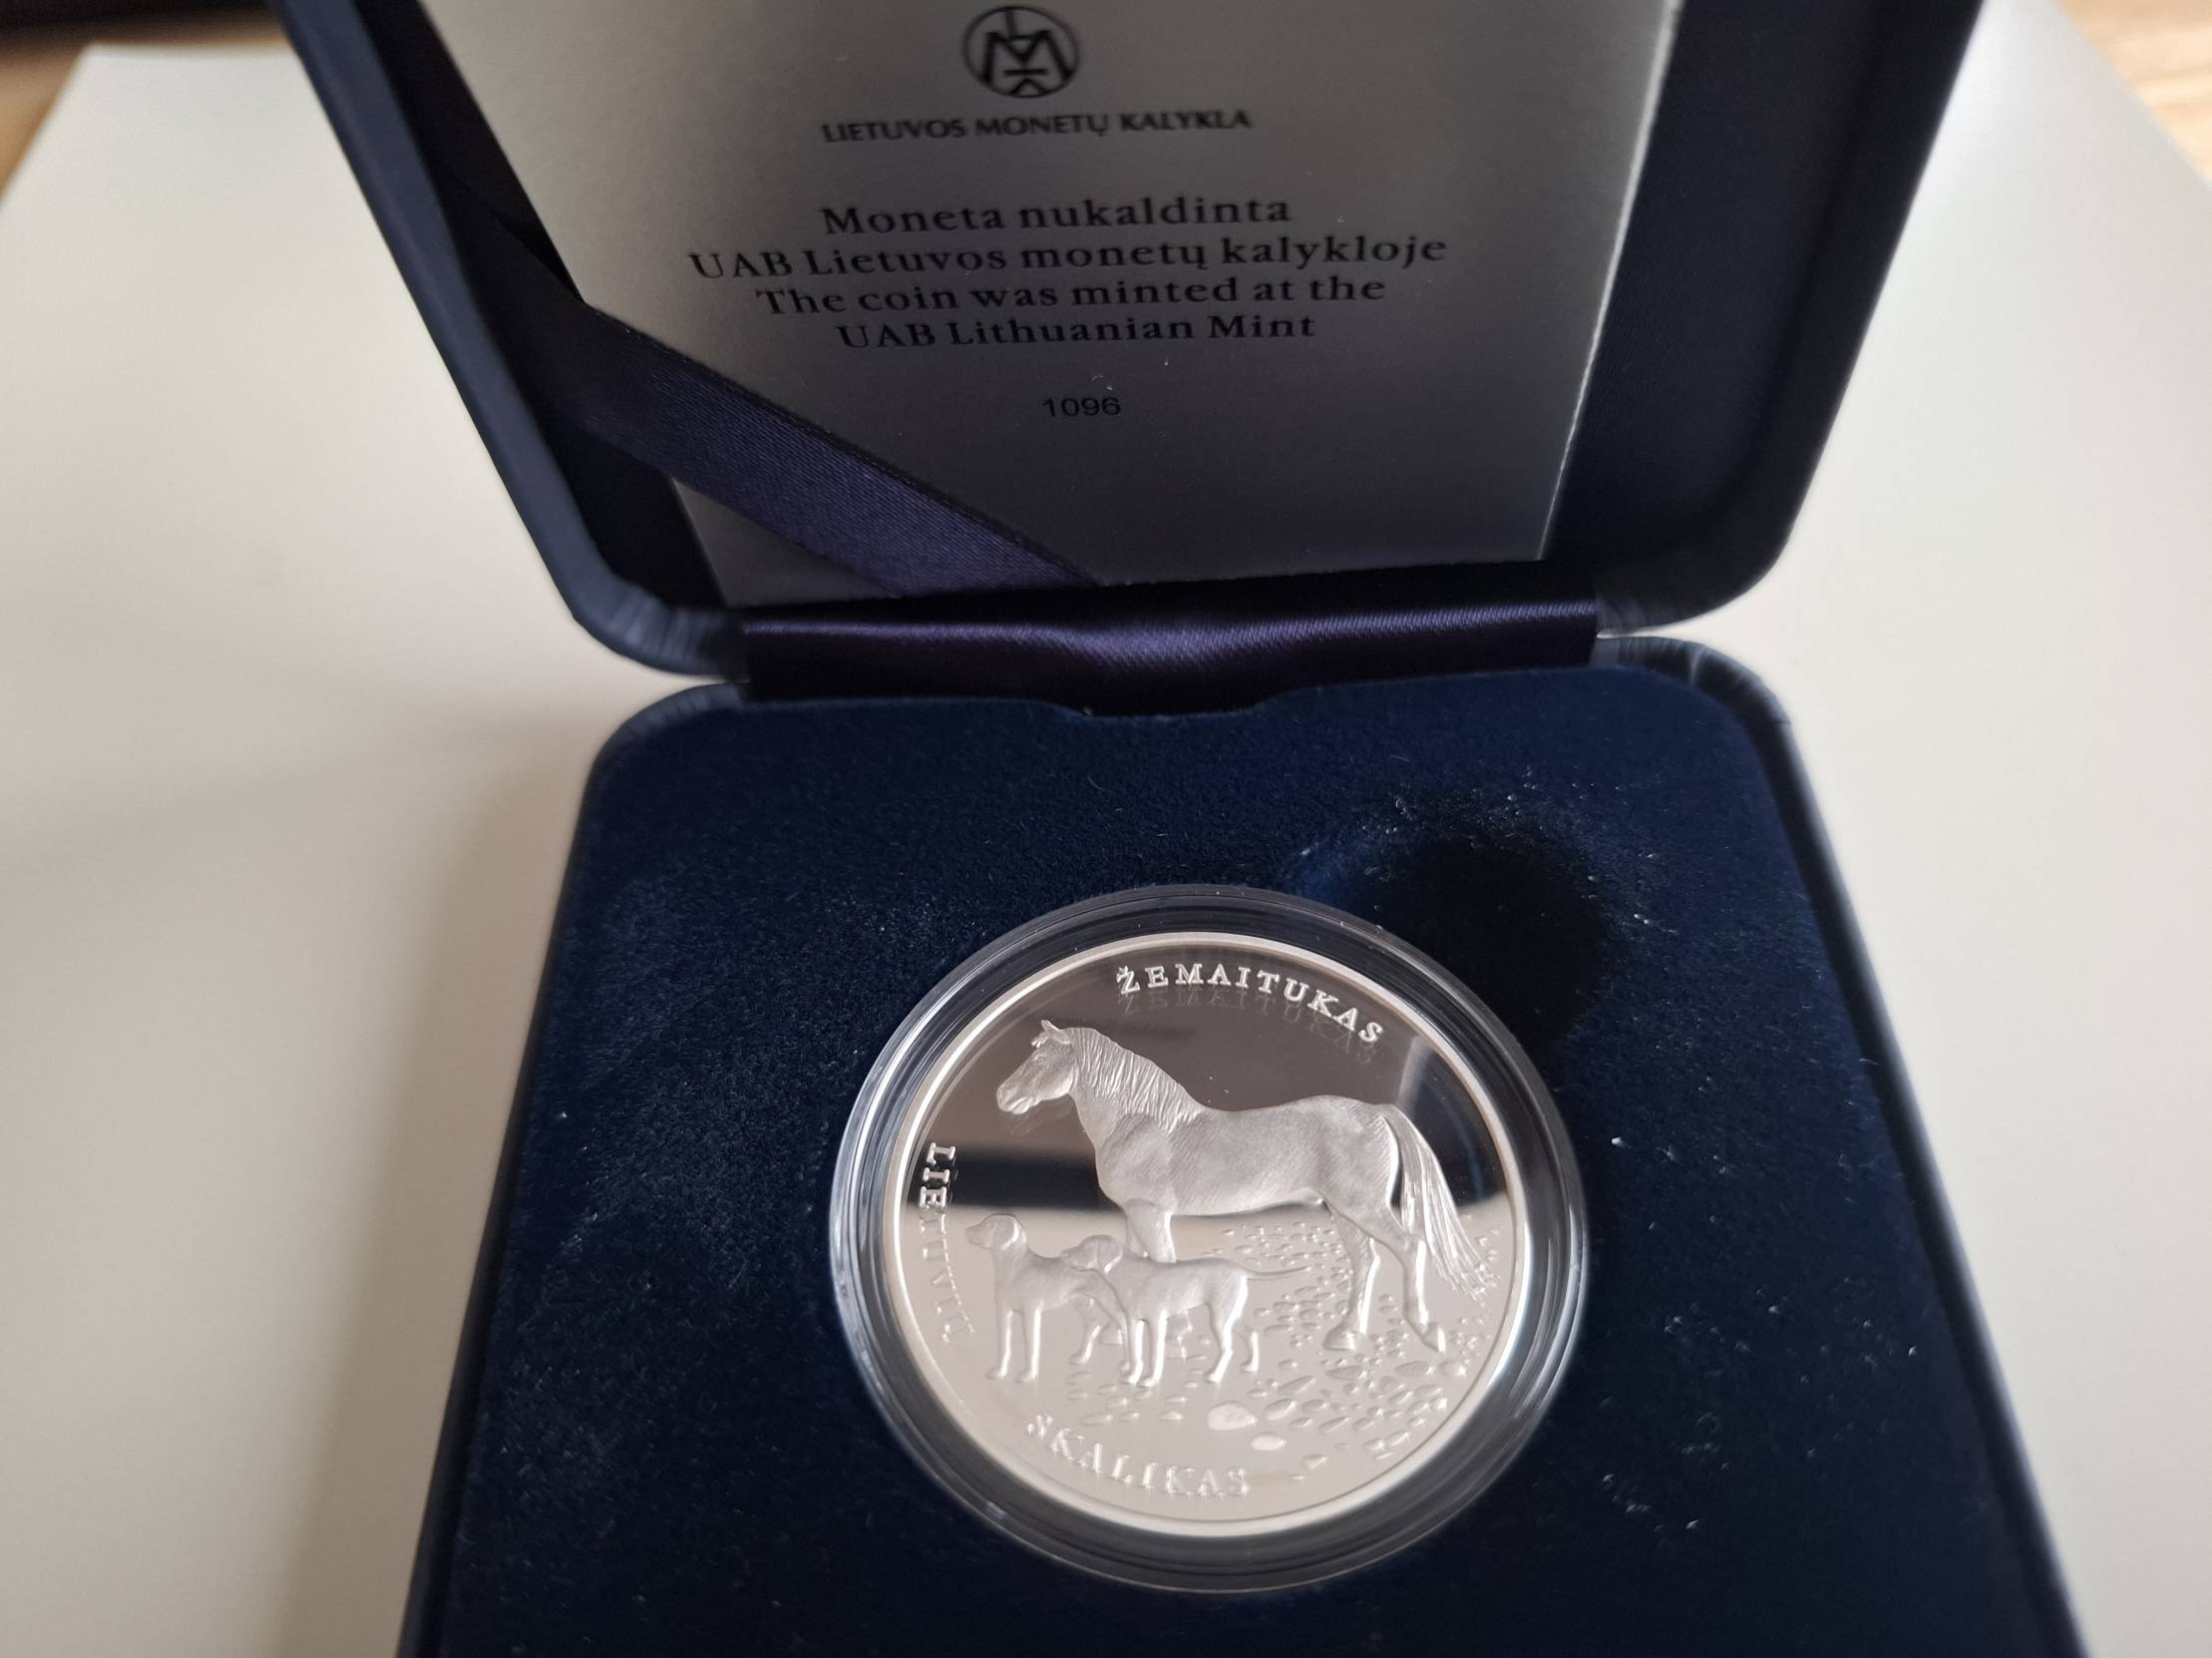 LIETUVOS MONETŲ KALYKLA
Moneta nukaldinta
UAB Lietuvos monetų kalykloje
The coin was minted at the
UAB Lithuanian Mint
1096
ŽEMAITUKAS
LIETUVIŲ
SKALIKAS